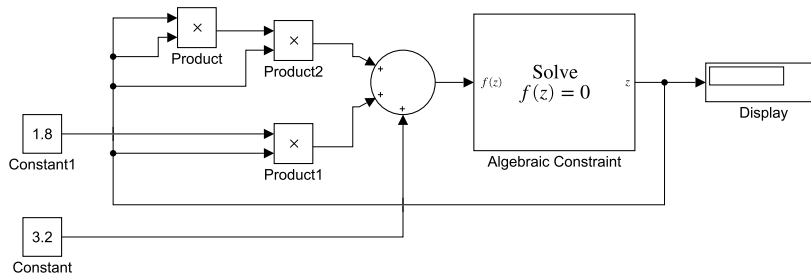 ×
Product
×
Product2
+
+
+
f(z)
Solve
f(z) = 0
z
Display
Algebraic Constraint
1.8
Constant1
×
Product1
3.2
Constant